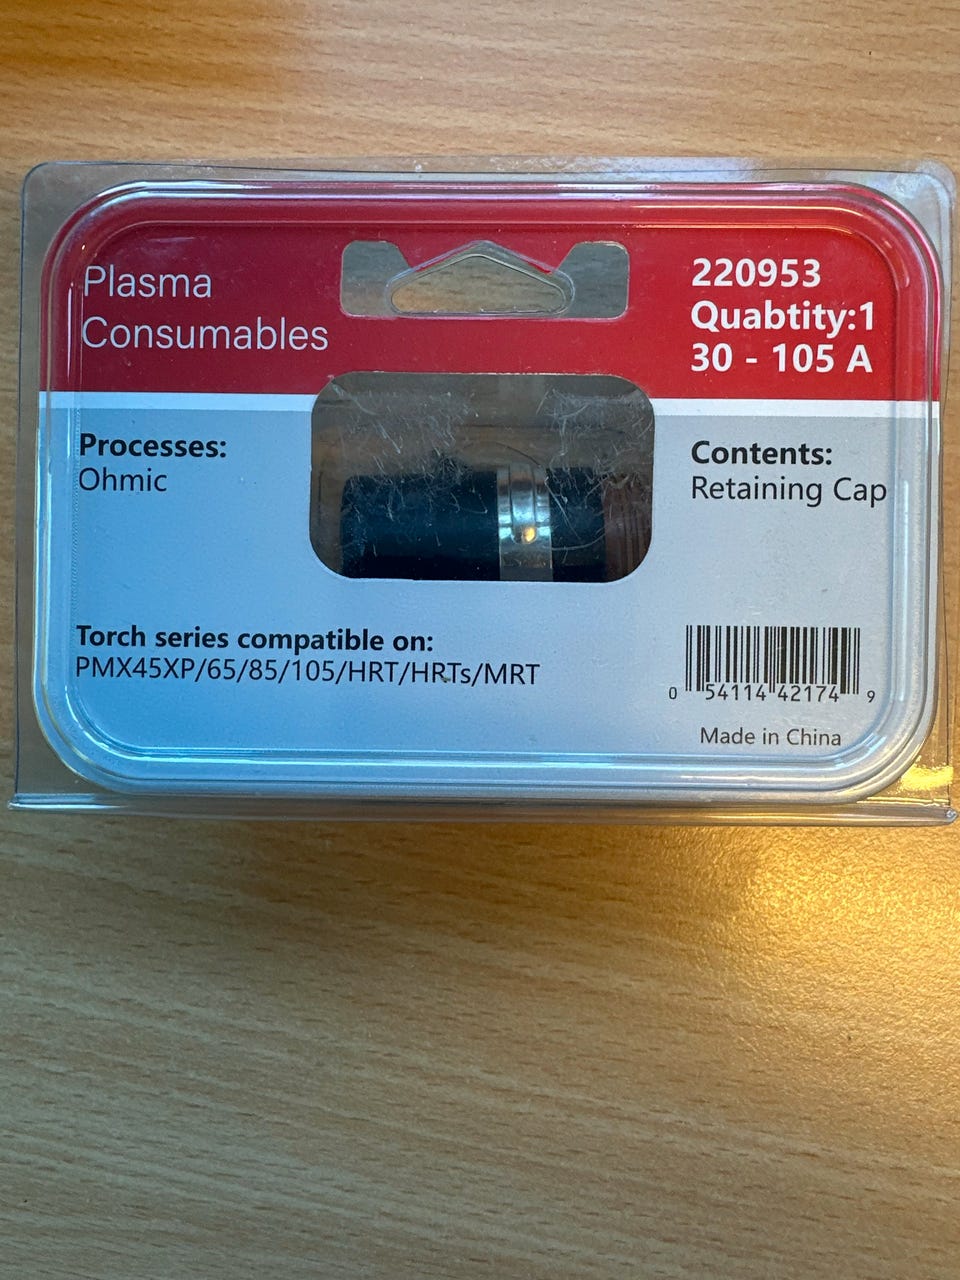 Plasma
Consumables
220953
Quabtity:1
30 - 105 A
Processes:
Ohmic
Contents:
Retaining Cap
Torch series compatible on:
PMX45XP/65/85/105/HRT/HRTs/MRT
0 54114 42174 9
Made in China